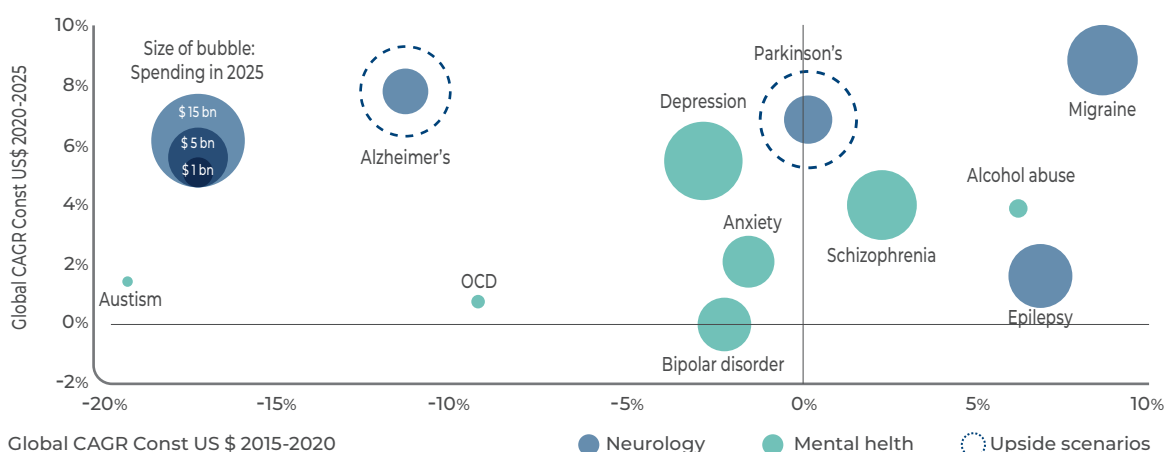 10%
8%
6%
4%
2%
0%
-2%
Global CAGR Const US$ 2020-2025
Size of bubble:
Spending in 2025
$ 15 bn
$ 5 bn
$ 1 bn
Alzheimer's
Parkinson's
Depression
Migraine
Alcohol abuse
Anxiety
Schizophrenia
Austism
OCD
Epilepsy
Bipolar disorder
-20%
-15%
-10%
-5%
0%
5%
10%
Global CAGR Const US $ 2015-2020
Neurology
Mental helth
Upside scenarios